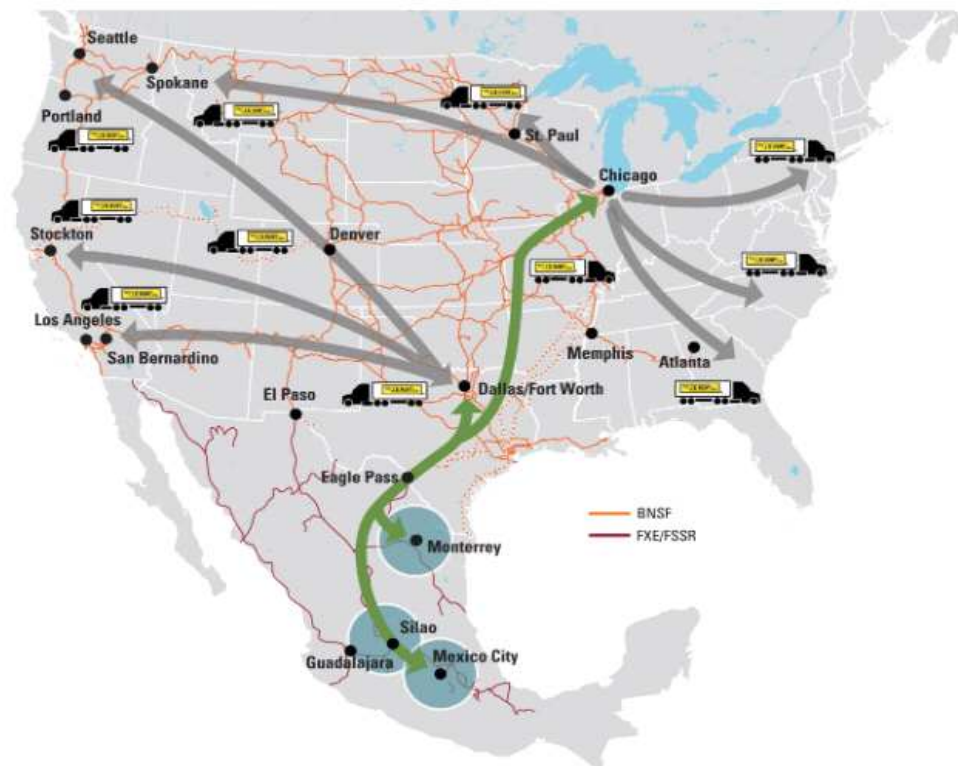 Seattle
Spokane
Portland
St. Paul
Chicago
Stockton
Denver
Los Angeles
San Bernardino
Memphis
Atlanta
El Paso
Dallas/Fort Worth
Eagle Pass
BNSF
FXE/FSSR
Monterrey
Silao
Guadalajara
Mexico City